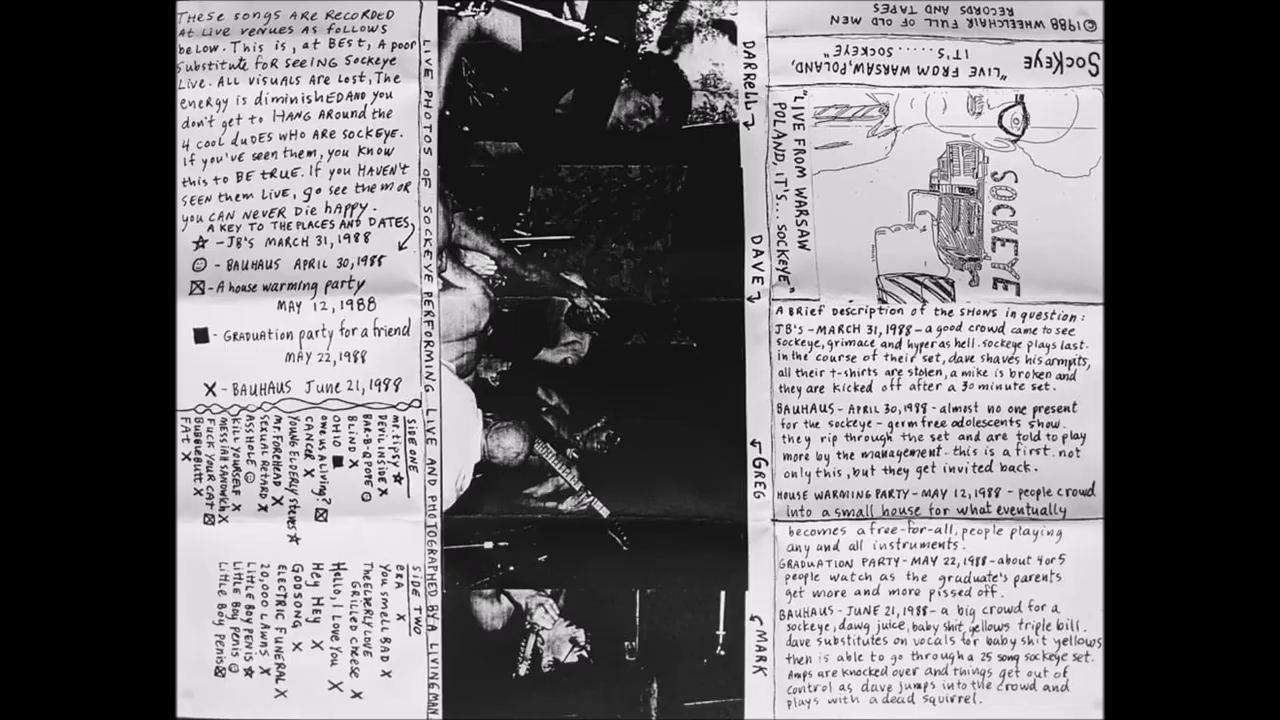 THESE SONGS ARE RECORDED
At Live venues AS follows
below. This is, at BEST, A poor
Substitute for seeING Sockeye
Live. ALL visuals are lost, The
energy is diminishED AND you
don't get to HANG Around the
4 cool duDES WHO ARE sockEYE.
If you've seen them, you know
this to BE TRUE. If you HAVEN't
SEEN them LIVE, go see them or
you CAN NEVER Die happy.
A KEY TO THE PLACES AND DATES
☆ - JB'S MARCH 31, 1988
☺ - BAUHAUS APRIL 30, 1988
☒ - A house warming party
MAY 12, 1988
■ - GRADUATION party for a friend
MAY 22, 1988
X - BAUHAUS June 21, 1988
SIDE ONE
mr. tipsy ☆
DEVIL INSIDE X
BAR-B-Q POPE ☺
BLIND X
OHIO ■
owe us A Living? ☒
CANCER X
YOUNG ELDERLY steves ☆
Mr. FOREHEAD X
SEXUAL RETARD X
ASSHOLE ☺
KILL YOURSELF X
MESSIAH SANDWICH X
FUCK YOUR CAT ☒
BUBBLEBUTT X
FAt X
SIDE TWO
ERA X
You smell BAD X
The ELDERLY LOVE
GRILLED CHEESE X
Hello, I Love You X
Hey Hey X
GODSONG X
ELECTRIC FUNERAL X
20,000 LAWNS X
Little Boy PENIS ☆
Little Boy PENIS ☺
Little Boy PENIS ☒
LIVE PHOTOS OF SOCKEYE PERFORMING LIVE AND PHOTOGRAPHED BY A LIVING MAN
DARRELL
DAVE
GREG
MARK
©1988 WHEELCHAIR FULL OF OLD MEN
RECORDS AND TAPES
SOCKEYE "LIVE FROM WARSAW, POLAND,
IT'S...... SOCKEYE"
"LIVE FROM WARSAW
POLAND, IT'S... SOCKEYE"
SOCKEYE
A BRIEF Description of the SHOWS in question:
JB'S - MARCH 31, 1988 - a good crowd came to see
sockeye, grimace and hyper as hell. sockeye plays last.
in the course of their set, dave shaves his armpits,
all their t-shirts are stolen, a mike is broken and
they are kicked off after a 30 minute set.
BAUHAUS - APRIL 30, 1988 - almost no one present
for the sockeye - germ free adolescents show.
they rip through the set and are told to play
more by the management. this is a first. not
only this, but they get invited back.
HOUSE WARMING PARTY - MAY 12, 1988 - people crowd
into a small house for what eventually
becomes a free-for-all, people playing
any and all instruments.
GRADUATION PARTY - MAY 22, 1988 - about 4 or 5
people watch as the graduate's parents
get more and more pissed off.
BAUHAUS - JUNE 21, 1988 - a big crowd for a
sockeye, dawg juice, baby shit yellows triple bill.
dave substitutes on vocals for baby shit yellows
then is able to go through a 25 song sockeye set.
Amps are knocked over and things get out of
control as dave jumps into the crowd and
plays with a dead squirrel.